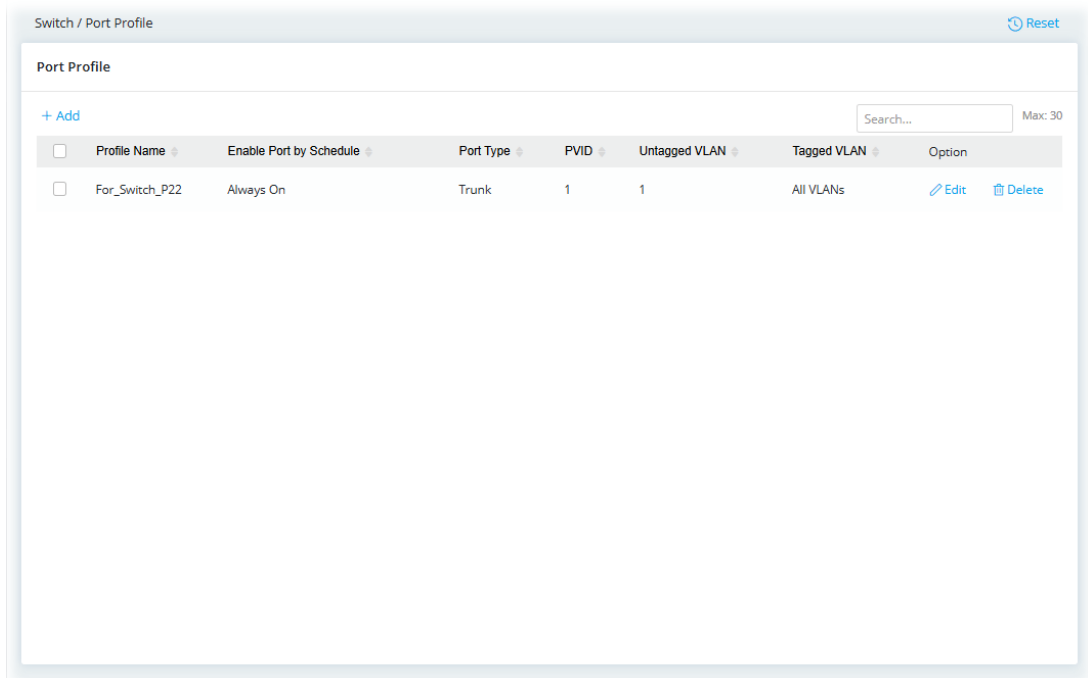 Switch / Port Profile Reset
Port Profile
+ Add Search... Max: 30
Profile Name Enable Port by Schedule Port Type PVID Untagged VLAN Tagged VLAN Option
For_Switch_P22 Always On Trunk 1 1 All VLANs Edit Delete